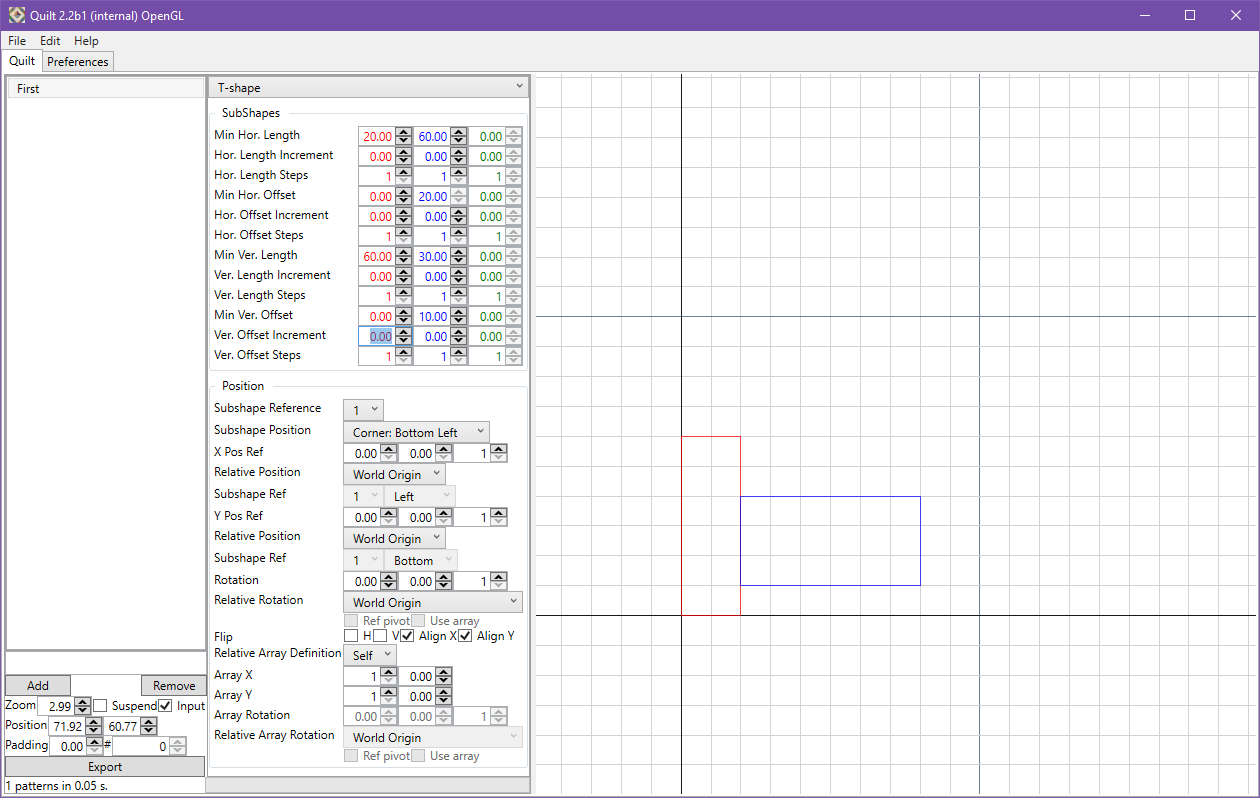 Quilt 2.2b1 (internal) OpenGL
File Edit Help
Quilt Preferences
First
T-shape
SubShapes
Min Hor. Length 20.00 60.00 0.00
Hor. Length Increment 0.00 0.00 0.00
Hor. Length Steps 1 1 1
Min Hor. Offset 0.00 20.00 0.00
Hor. Offset Increment 0.00 0.00 0.00
Hor. Offset Steps 1 1 1
Min Ver. Length 60.00 30.00 0.00
Ver. Length Increment 0.00 0.00 0.00
Ver. Length Steps 1 1 1
Min Ver. Offset 0.00 10.00 0.00
Ver. Offset Increment 0.00 0.00 0.00
Ver. Offset Steps 1 1 1
Position
Subshape Reference 1
Subshape Position Corner: Bottom Left
X Pos Ref 0.00 0.00 1
Relative Position World Origin
Subshape Ref 1 Left
Y Pos Ref 0.00 0.00 1
Relative Position World Origin
Subshape Ref 1 Bottom
Rotation 0.00 0.00 1
Relative Rotation World Origin
Ref pivot Use array
Flip H V Align X Align Y
Relative Array Definition Self
Array X 1 0.00
Array Y 1 0.00
Array Rotation 0.00 0.00 1
Relative Array Rotation World Origin
Ref pivot Use array
Add Remove
Zoom 2.99 Suspend Input
Position 71.92 60.77
Padding 0.00 # 0
Export
1 patterns in 0.05 s.